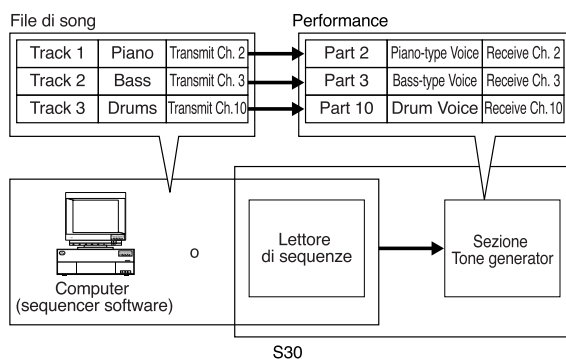 File di song
Performance
Track 1 Piano Transmit Ch. 2
Part 2 Piano-type Voice Receive Ch. 2
Track 2 Bass Transmit Ch. 3
Part 3 Bass-type Voice Receive Ch. 3
Track 3 Drums Transmit Ch.10
Part 10 Drum Voice Receive Ch. 10
Computer
(sequencer software)
o
Lettore
di sequenze
Sezione
Tone generator
S30